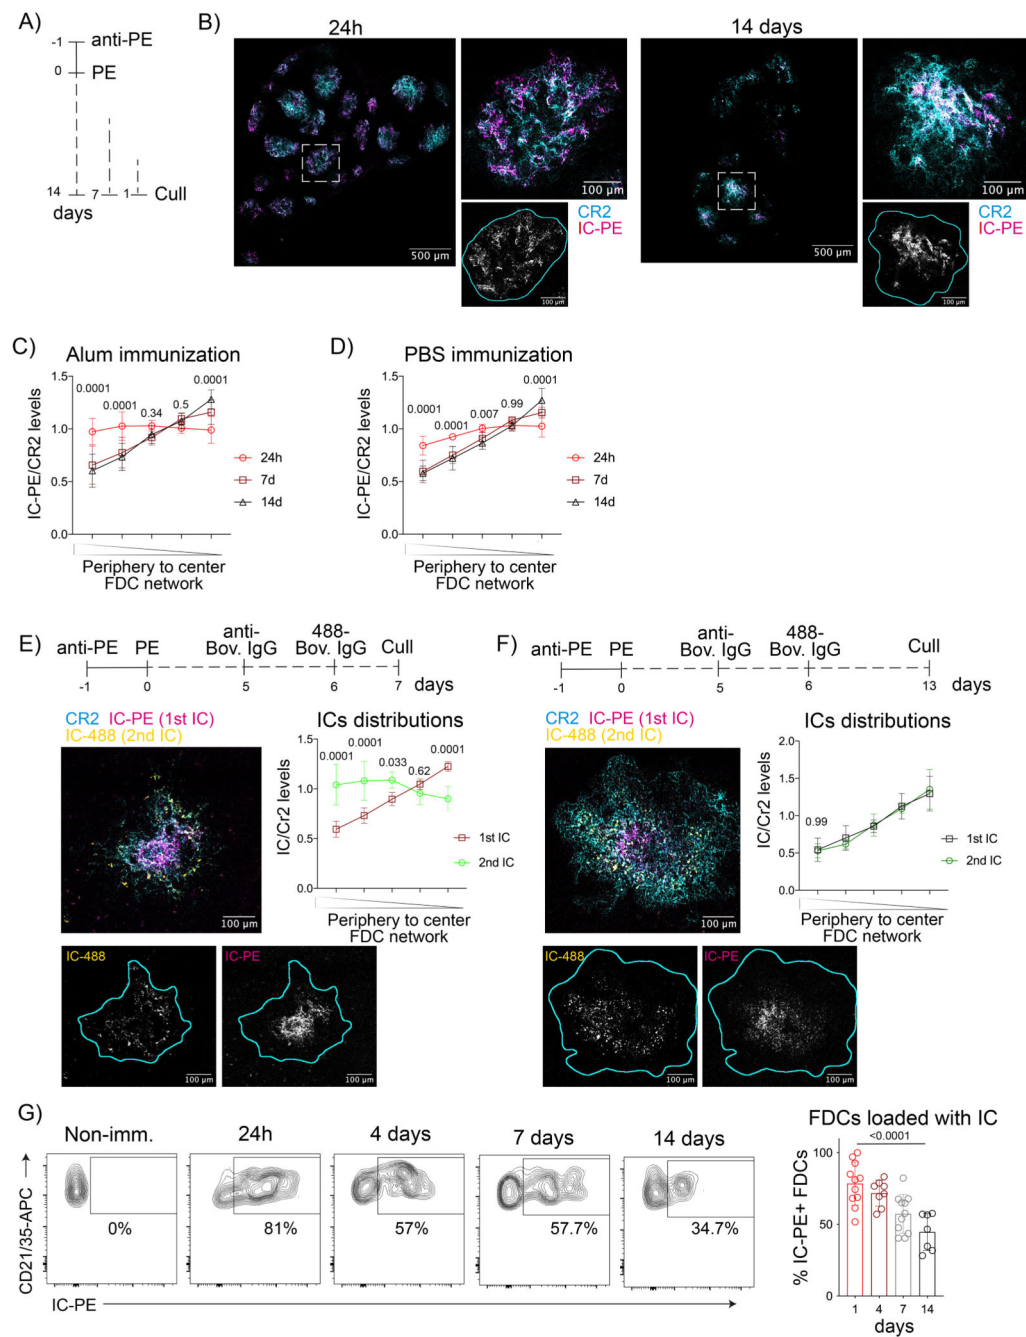 A)
-1
anti-PE
0
PE
14
7
1
Cull
days
B)
24h
14 days
500 µm
100 µm
CR2
IC-PE
100 µm
500 µm
100 µm
CR2
IC-PE
100 µm
C)
Alum immunization
IC-PE/CR2 levels
1.5
1.0
0.5
0.0
0.0001
0.0001
0.34
0.5
0.0001
24h
7d
14d
Periphery to center
FDC network
D)
PBS immunization
IC-PE/CR2 levels
1.5
1.0
0.5
0.0
0.0001
0.0001
0.007
0.99
0.0001
24h
7d
14d
Periphery to center
FDC network
E)
anti-PE
PE
anti-
Bov. IgG
488-
Bov. IgG
Cull
-1
0
5
6
7
days
CR2 IC-PE (1st IC)
IC-488 (2nd IC)
100 µm
ICs distributions
IC/Cr2 levels
1.5
1.0
0.5
0.0
0.0001
0.0001
0.033
0.62
0.0001
1st IC
2nd IC
Periphery to center
FDC network
IC-488
100 µm
IC-PE
100 µm
F)
anti-PE
PE
anti-
Bov. IgG
488-
Bov. IgG
Cull
-1
0
5
6
13
days
CR2 IC-PE (1st IC)
IC-488 (2nd IC)
100 µm
ICs distributions
IC/Cr2 levels
2.0
1.5
1.0
0.5
0.0
0.99
1st IC
2nd IC
Periphery to center
FDC network
IC-488
100 µm
IC-PE
100 µm
G)
Non-imm.
24h
4 days
7 days
14 days
CD21/35-APC
0%
81%
57%
57.7%
34.7%
IC-PE
FDCs loaded with IC
<0.0001
% IC-PE+ FDCs
100
50
0
1
4
7
14
days